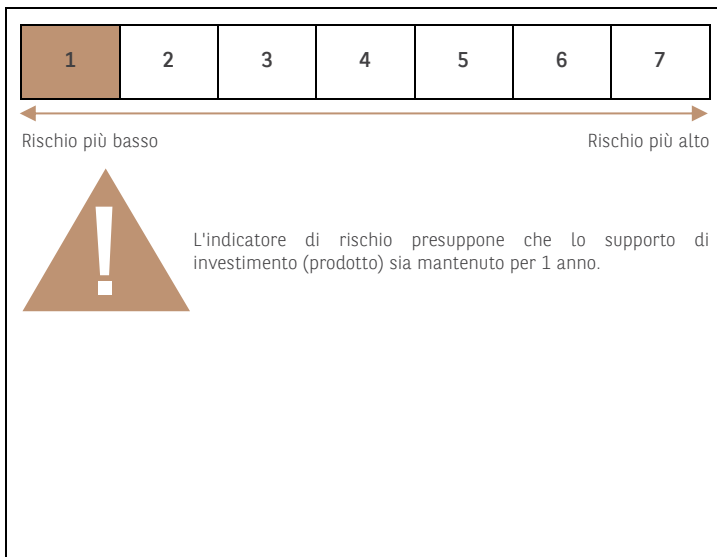 1 2 3 4 5 6 7
Rischio più basso Rischio più alto
!
L'indicatore di rischio presuppone che lo supporto di
investimento (prodotto) sia mantenuto per 1 anno.